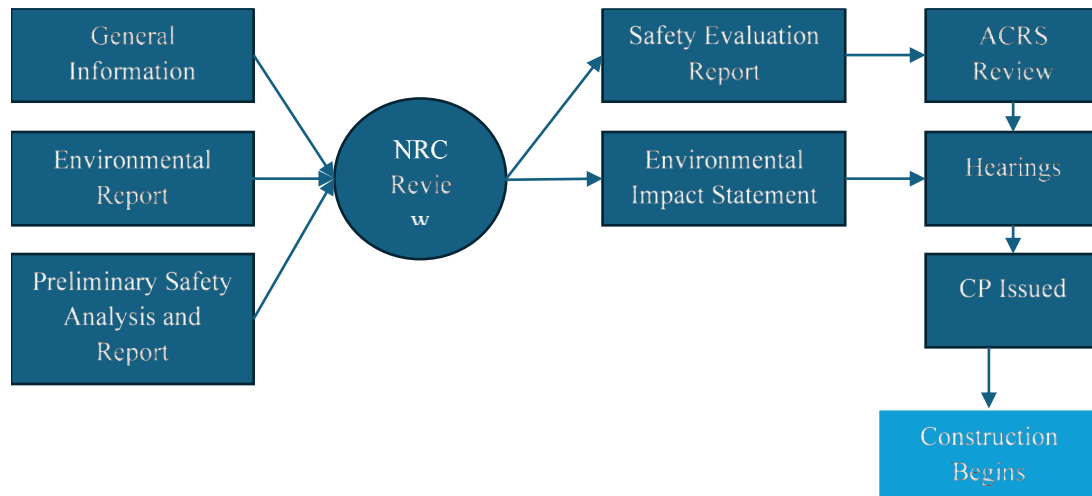 General
Information
Environmental
Report
Preliminary Safety
Analysis and
Report
NRC
Revie
w
Safety Evaluation
Report
Environmental
Impact Statement
ACRS
Review
Hearings
CP Issued
Construction
Begins